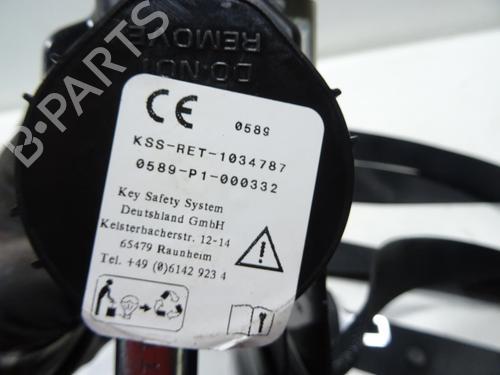 DO NOT
REMOVE
B-PARTS
CE 0589
KSS-RET-1034787
0589-P1-000332
Key Safety System
Deutshland GmbH
Kelsterbacherstr. 12-14
65479 Raunheim
Tel. +49 (0)6142 923 4